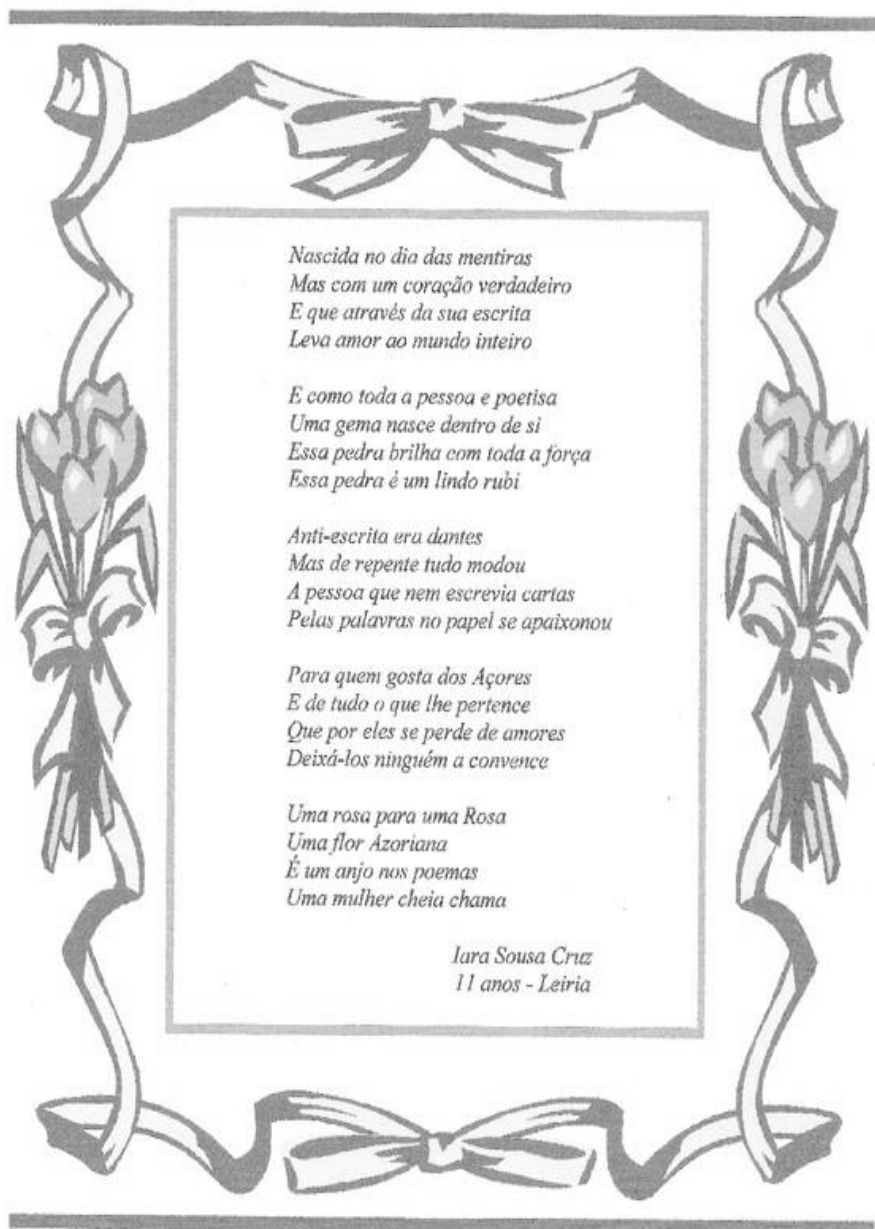 Nascida no dia das mentiras
Mas com um coração verdadeiro
E que através da sua escrita
Leva amor ao mundo inteiro
E como toda a pessoa e poetisa
Uma gema nasce dentro de si
Essa pedra brilha com toda a força
Essa pedra é um lindo rubi
Anti-escrita era dantes
Mas de repente tudo modou
A pessoa que nem escrevia cartas
Pelas palavras no papel se apaixonou
Para quem gosta dos Açores
E de tudo o que lhe pertence
Que por eles se perde de amores
Deixá-los ninguém a convence
Uma rosa para uma Rosa
Uma flor Azoriana
É um anjo nos poemas
Uma mulher cheia chama
Iara Sousa Cruz
11 anos - Leiria